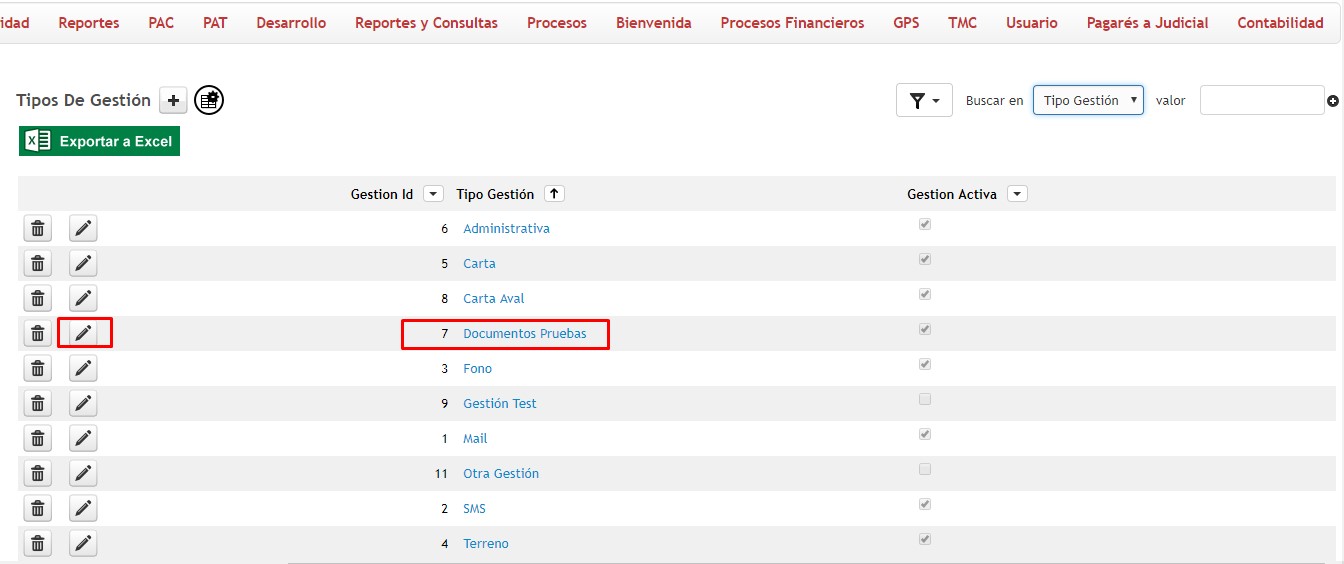 idad Reportes PAC PAT Desarrollo Reportes y Consultas Procesos Bienvenida Procesos Financieros GPS TMC Usuario Pagarés a Judicial Contabilidad
Tipos De Gestión Buscar en Tipo Gestión valor
Exportar a Excel
Gestion Id Tipo Gestión Gestion Activa
6 Administrativa
5 Carta
8 Carta Aval
7 Documentos Pruebas
3 Fono
9 Gestión Test
1 Mail
11 Otra Gestión
2 SMS
4 Terreno